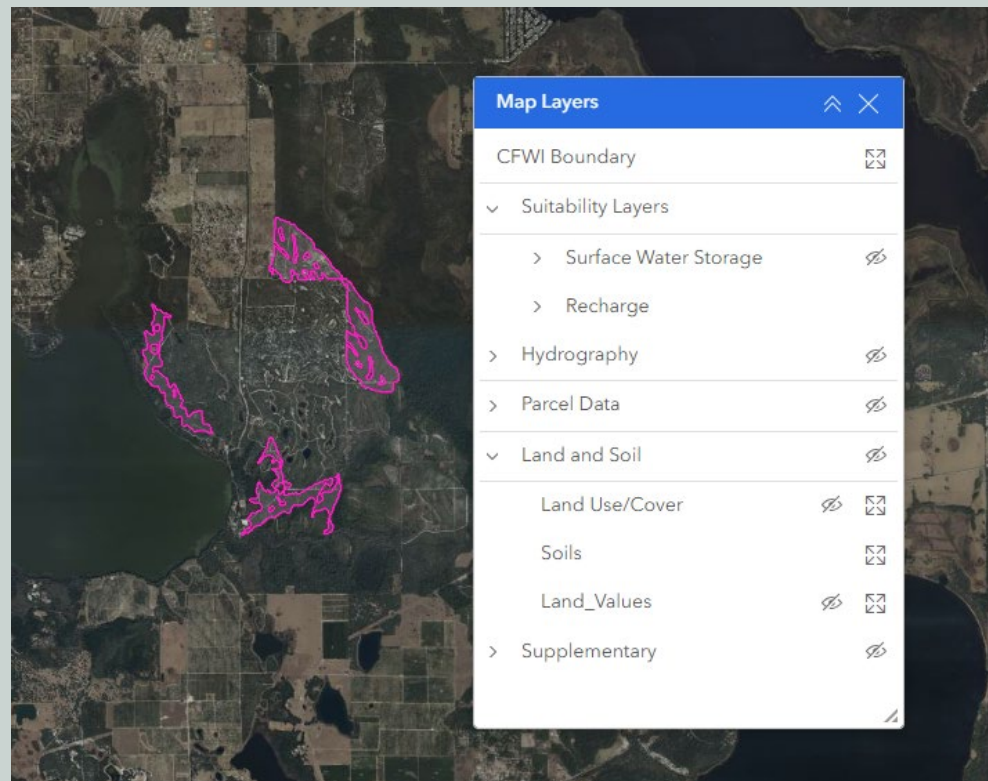 Map Layers
CFWI Boundary
Suitability Layers
Surface Water Storage
Recharge
Hydrography
Parcel Data
Land and Soil
Land Use/Cover
Soils
Land_Values
Supplementary